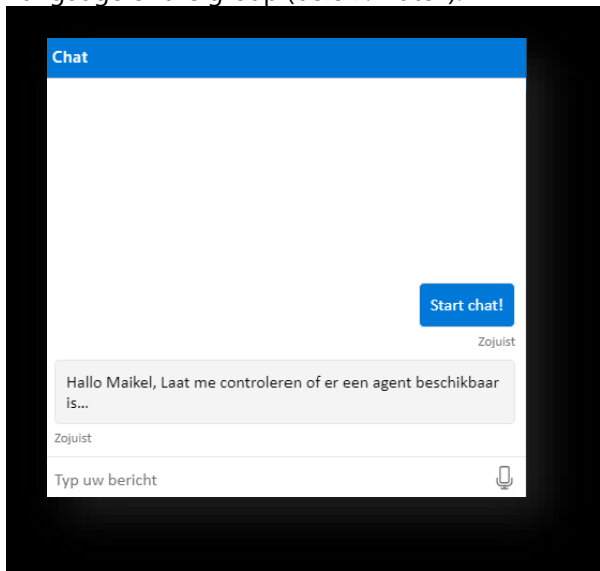 Chat
Start chat!
Zojuist
Hallo Maikel, Laat me controleren of er een agent beschikbaar
is...
Zojuist
Typ uw bericht